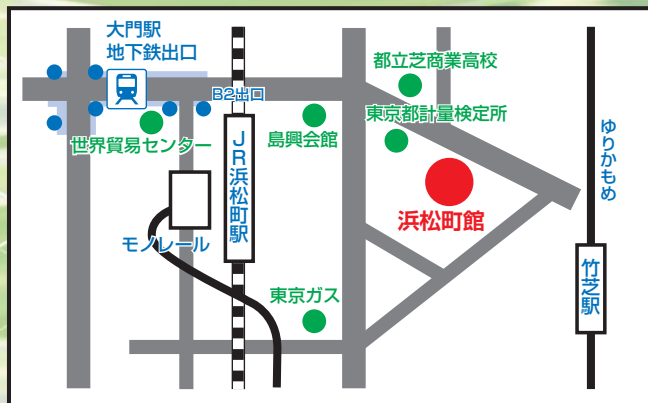 大門駅
地下鉄出口
B2出口
世界貿易センター
モノレール
JR浜松町駅
島興会館
東京ガス
都立芝商業高校
東京都計量検定所
浜松町館
ゆりかもめ
竹芝駅